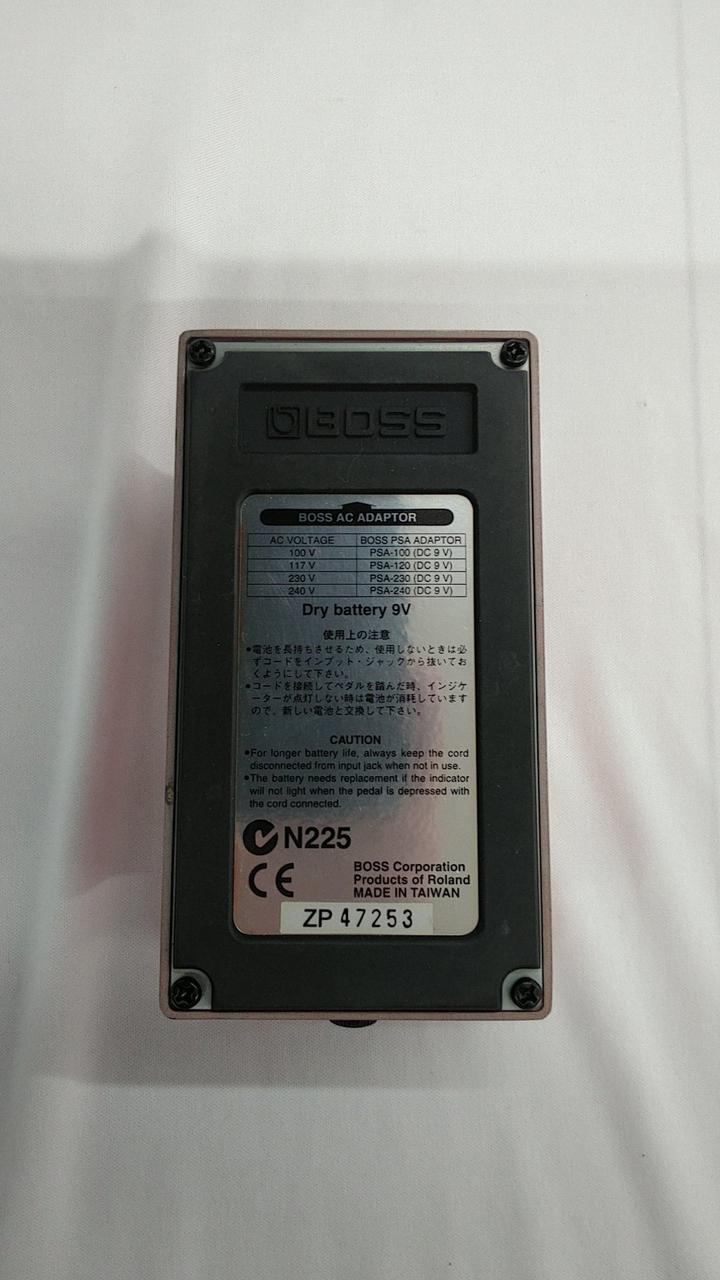 BOSS
BOSS AC ADAPTOR
AC VOLTAGE BOSS PSA ADAPTOR
100 V PSA-100 (DC 9 V)
117 V PSA-120 (DC 9 V)
230 V PSA-230 (DC 9 V)
240 V PSA-240 (DC 9 V)
Dry battery 9V
使用上の注意
•電池を長持ちさせるため、使用しないときは必
ずコードをインプット・ジャックから抜いてお
くようにして下さい。
•コードを接続してペダルを踏んだ時、インジケ
ーターが点灯しない時は電池が消耗しています
ので、新しい電池と交換して下さい。
CAUTION
•For longer battery life, always keep the cord
disconnected from input jack when not in use.
•The battery needs replacement if the indicator
will not light when the pedal is depressed with
the cord connected.
N225
CE
BOSS Corporation
Products of Roland
MADE IN TAIWAN
ZP 47253